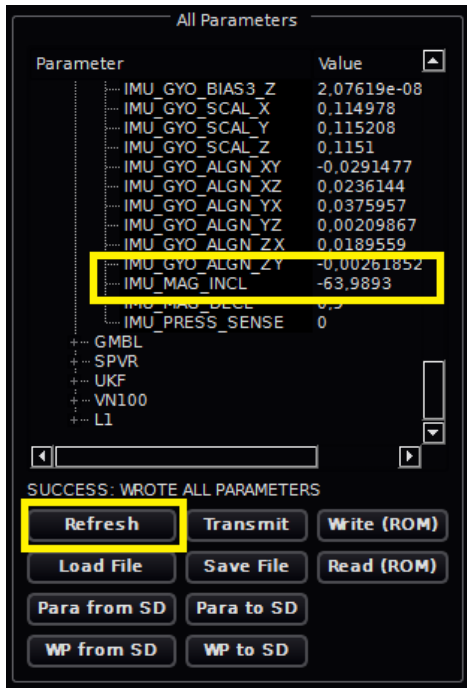 All Parameters
Parameter Value
IMU_GYO_BIAS3_Z 2,07619e-08
IMU_GYO_SCAL_X 0,114978
IMU_GYO_SCAL_Y 0,115208
IMU_GYO_SCAL_Z 0,1151
IMU_GYO_ALGN_XY -0,0291477
IMU_GYO_ALGN_XZ 0,0236144
IMU_GYO_ALGN_YX 0,0375957
IMU_GYO_ALGN_YZ 0,00209867
IMU_GYO_ALGN_ZX 0,0189559
IMU_GYO_ALGN_ZY -0,00261852
IMU_MAG_INCL -63,9893
IMU_MAG_DECL
IMU_PRESS_SENSE 0
GMBL
SPVR
UKF
VN100
L1
SUCCESS: WROTE ALL PARAMETERS
Refresh Transmit Write (ROM)
Load File Save File Read (ROM)
Para from SD Para to SD
WP from SD WP to SD